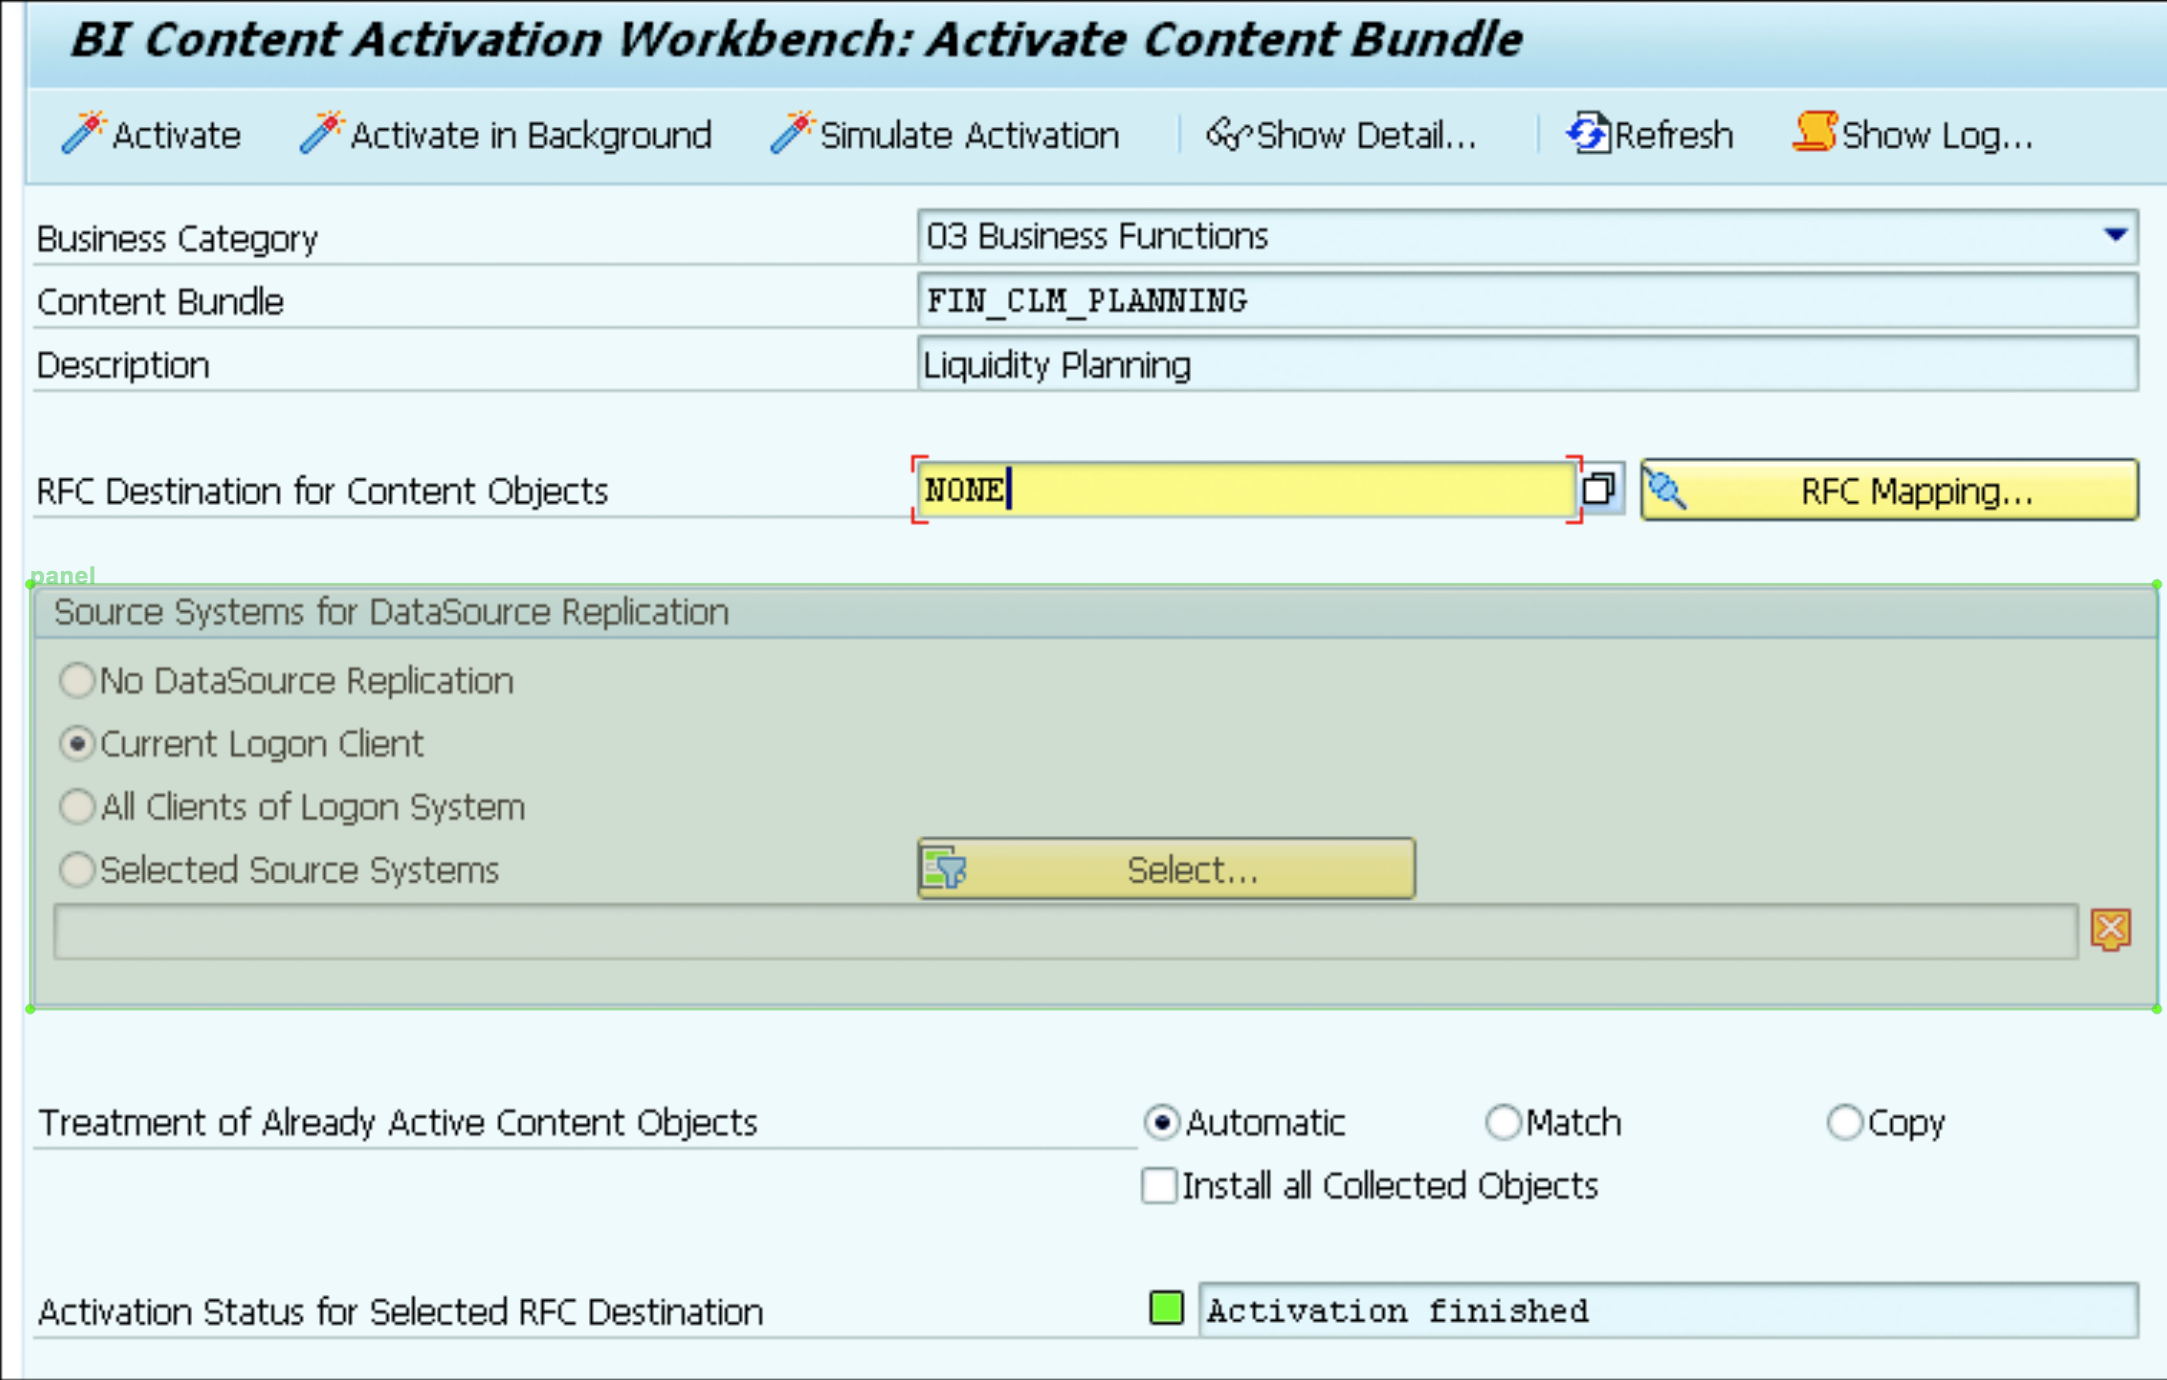 BI Content Activation Workbench: Activate Content Bundle
Activate Activate in Background Simulate Activation Show Detail... Refresh Show Log...
Business Category 03 Business Functions
Content Bundle FIN_CLM_PLANNING
Description Liquidity Planning
RFC Destination for Content Objects NONE RFC Mapping...
panel
Source Systems for DataSource Replication
No DataSource Replication
Current Logon Client
All Clients of Logon System
Selected Source Systems Select...
Treatment of Already Active Content Objects Automatic Match Copy
Install all Collected Objects
Activation Status for Selected RFC Destination Activation finished